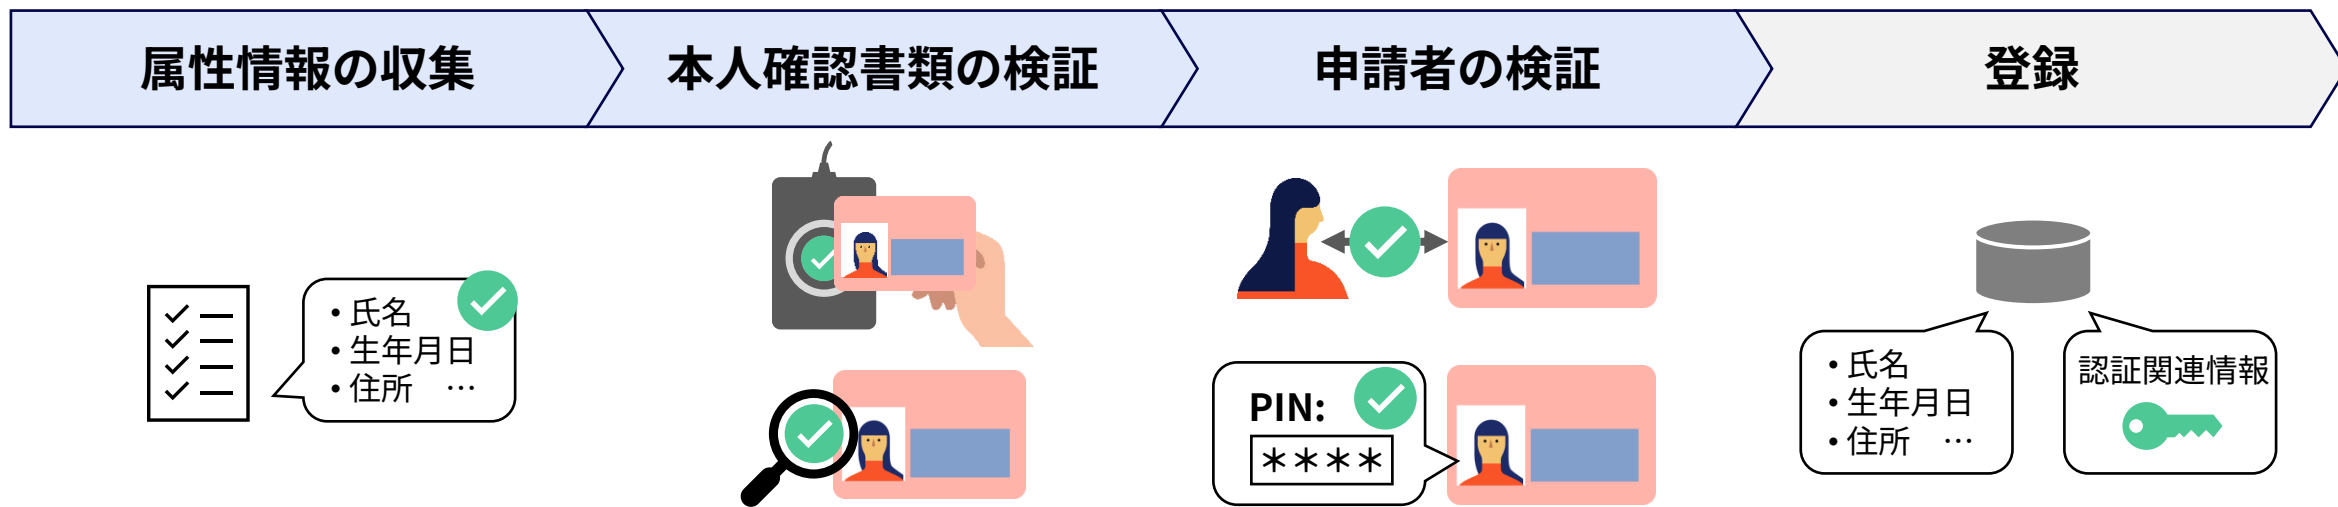 属性情報の収集
本人確認書類の検証
申請者の検証
登録
• 氏名
• 生年月日
• 住所　…
PIN:
＊＊＊＊
• 氏名
• 生年月日
• 住所　…
認証関連情報